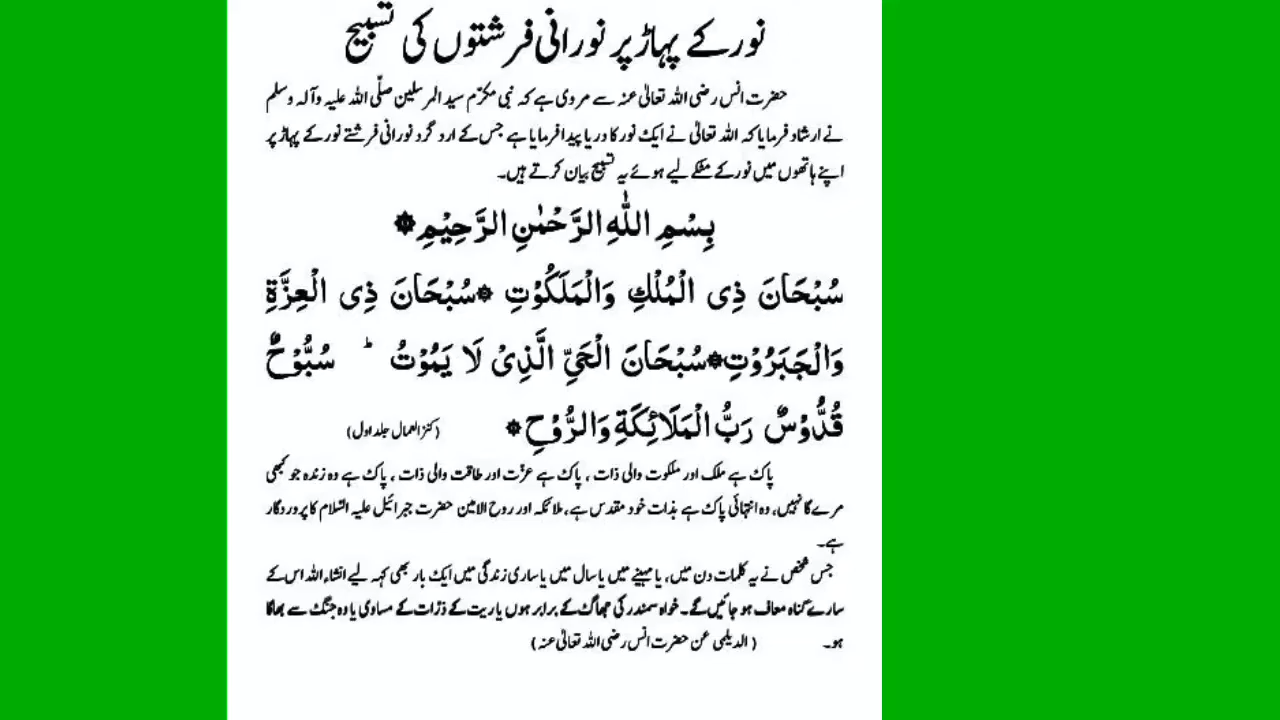 نور کے پہاڑ پر نورانی فرشتوں کی تسبیح
حضرت انس رضی اللہ تعالیٰ عنہ سے مروی ہے کہ نبی مکرّم سید المرسلین صلّی اللہ علیہ وآلہ وسلم
نے ارشاد فرمایا کہ اللہ تعالیٰ نے ایک نور کا دریا پیدا فرمایا ہے جس کے ارد گرد نورانی فرشتے نور کے پہاڑ پر
اپنے ہاتھوں میں نور کے مٹکے لیے ہوئے یہ تسبیح بیان کرتے ہیں۔
بِسْمِ اللّٰهِ الرَّحْمٰنِ الرَّحِيْمِ ۞
سُبْحَانَ ذِى الْمُلْكِ وَالْمَلَكُوْتِ ۞ سُبْحَانَ ذِى الْعِزَّةِ
وَالْجَبَرُوْتِ ۞ سُبْحَانَ الْحَىِّ الَّذِىْ لَا يَمُوْتُ ؕ سُبُّوْحٌ
قُدُّوْسٌ رَبُّ الْمَلَائِكَةِ وَالرُّوْحِ ۞ (کنز العمال جلد اول)
پاک ہے ملک اور ملکوت والی ذات ، پاک ہے عزّت اور طاقت والی ذات ، پاک ہے وہ زندہ جو کبھی
مرے گا نہیں، وہ انتہائی پاک ہے بذات خود مقدس ہے، ملائکہ اور روح الامین حضرت جبرائیل علیہ السّلام کا پروردگار
ہے۔
جس شخص نے یہ کلمات دن میں، یا مہینے میں یا سال میں یا ساری زندگی میں ایک بار بھی کہہ لیے انشاء اللہ اس کے
سارے گناہ معاف ہو جائیں گے۔ خواہ سمندر کی جھاگ کے برابر ہوں یا ریت کے ذرّات کے مساوی یا وہ جنگ سے بھاگا
ہو۔ (الدیلمی عن حضرت انس رضی اللہ تعالیٰ عنہ)